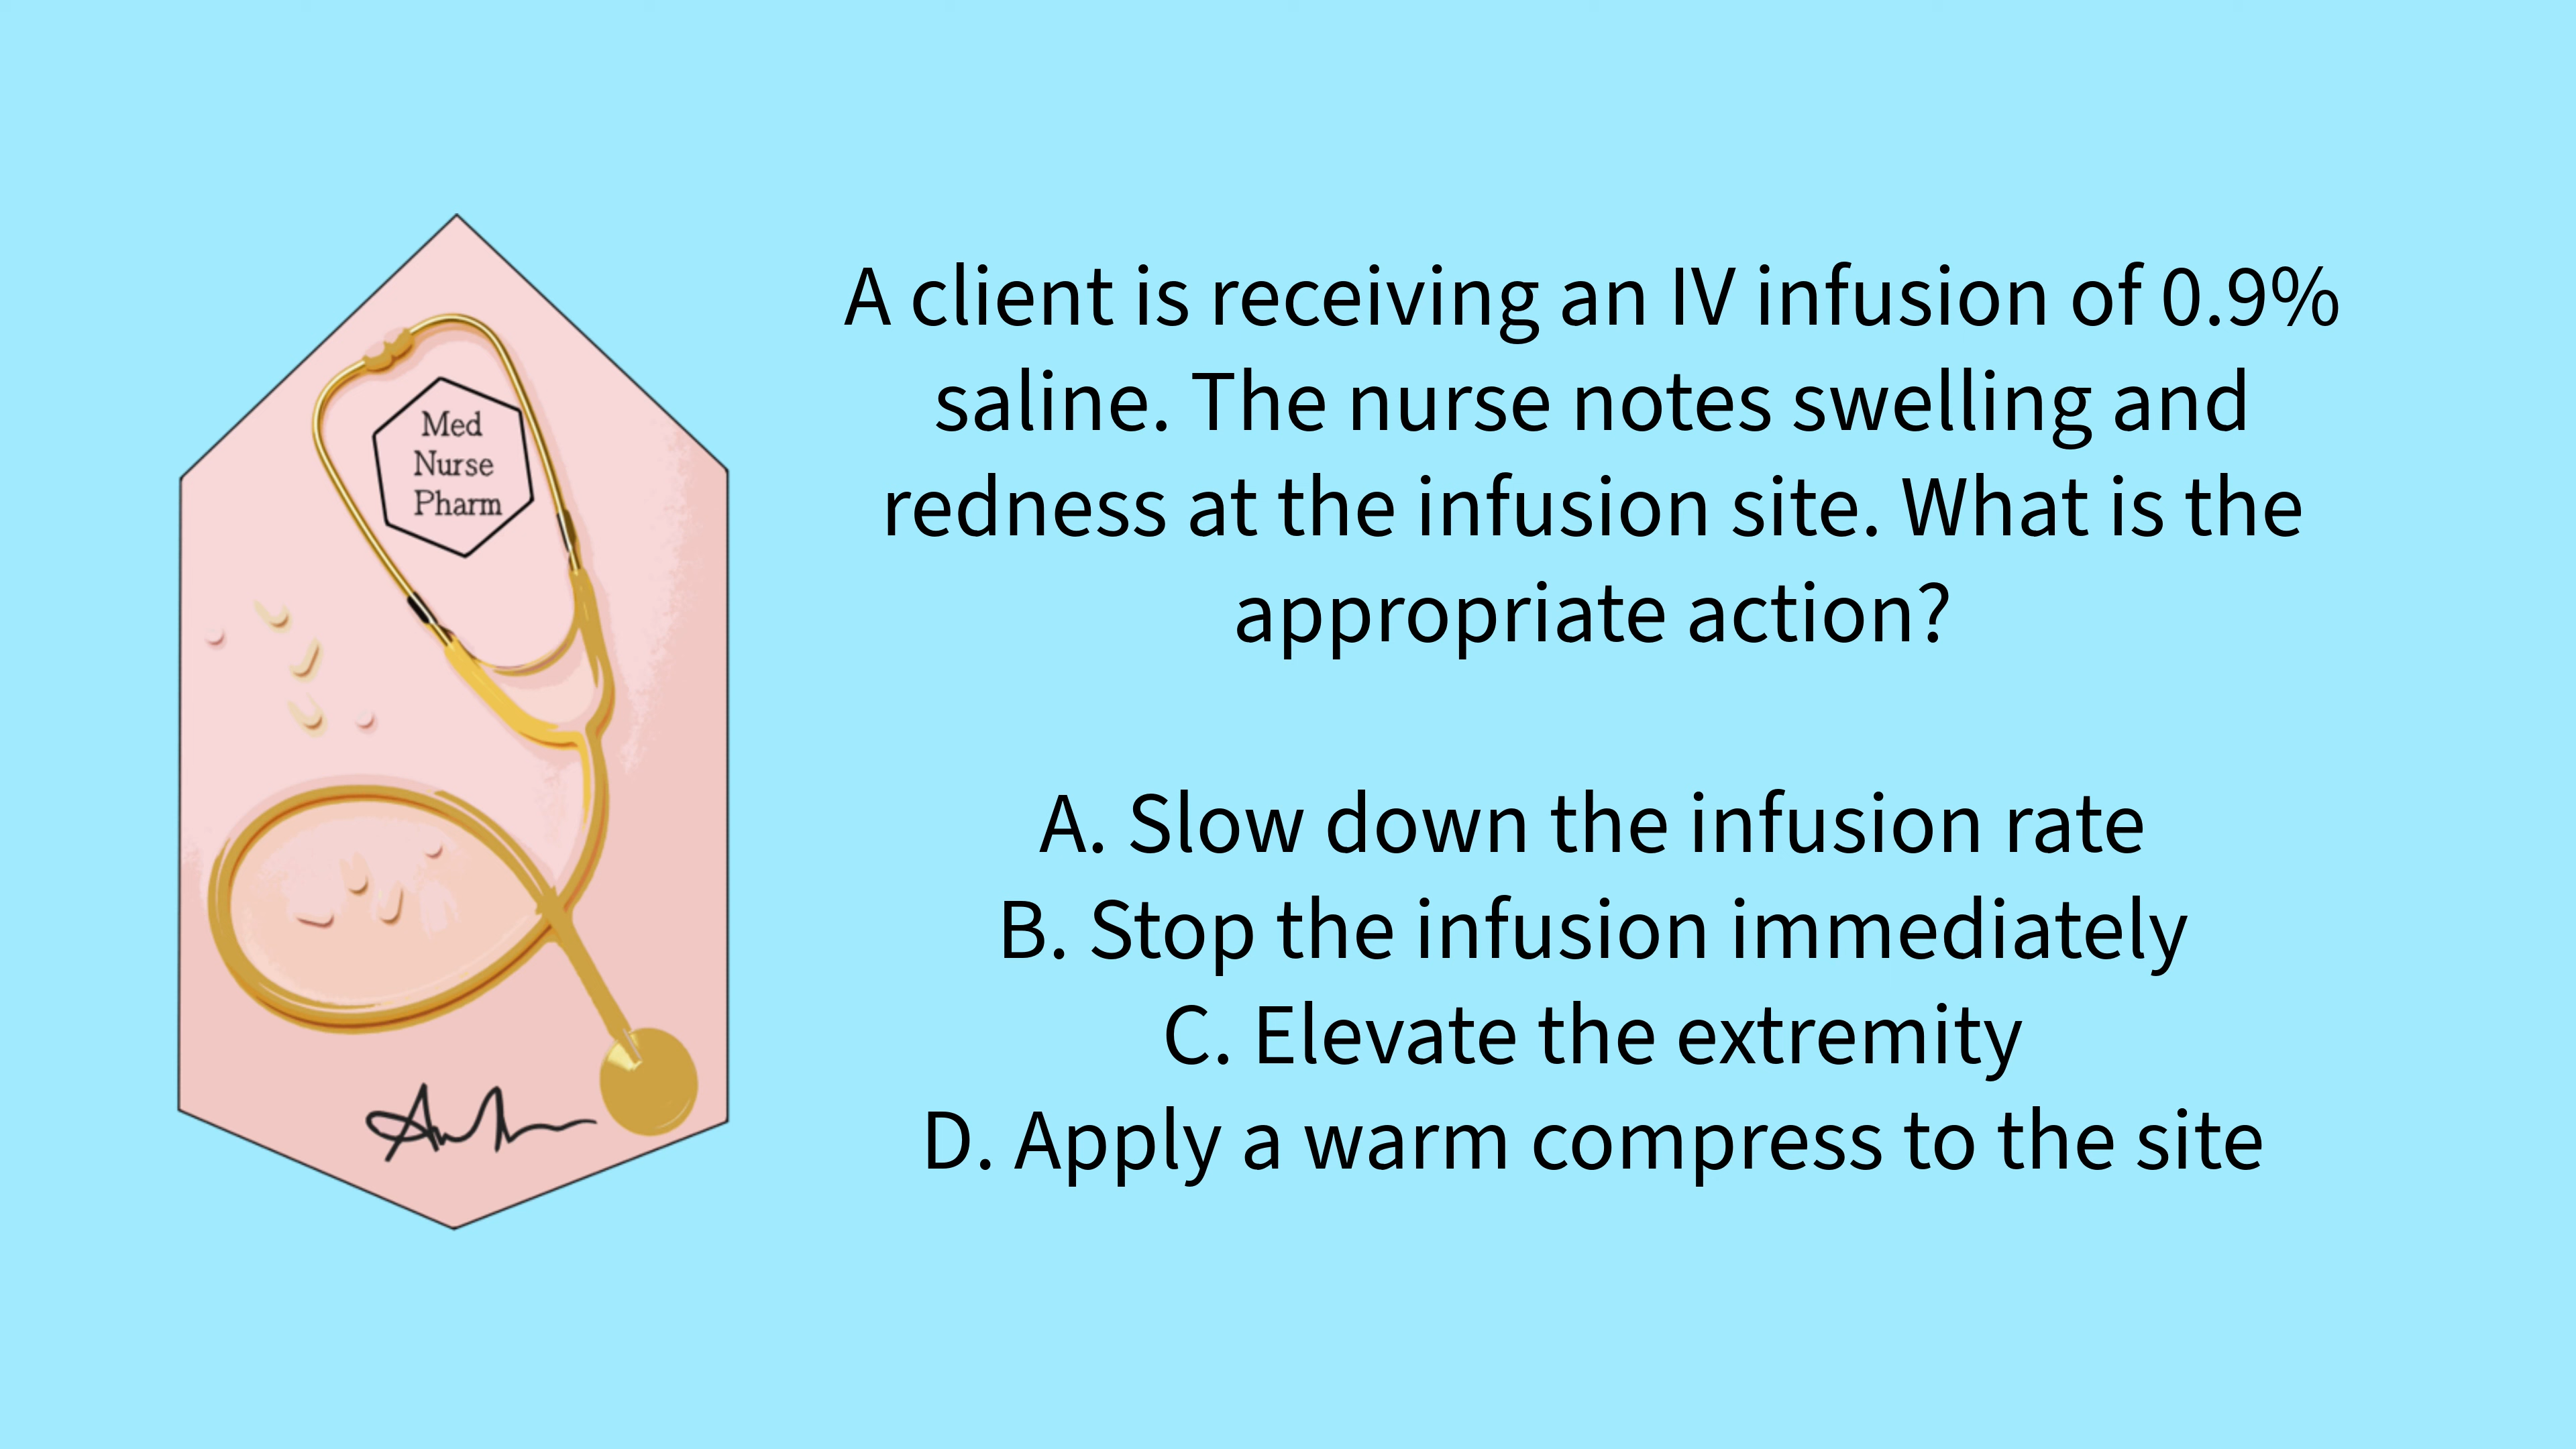 Med
Nurse
Pharm
A client is receiving an IV infusion of 0.9%
saline. The nurse notes swelling and
redness at the infusion site. What is the
appropriate action?
A. Slow down the infusion rate
B. Stop the infusion immediately
C. Elevate the extremity
D. Apply a warm compress to the site